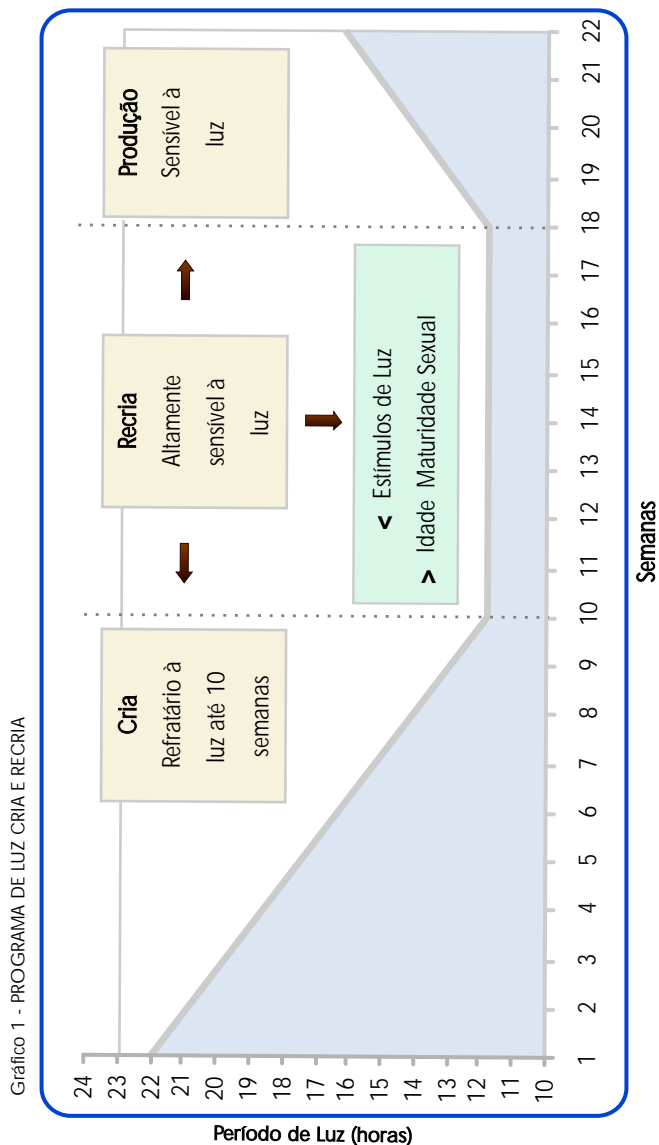 Gráfico 1 - PROGRAMA DE LUZ CRIA E RECRIA
Período de Luz (horas)
24
23
22
21
20
19
18
17
16
15
14
13
12
11
10
Cria
Refratário à
luz até 10
semanas
Recria
Altamente
sensível à
luz
Produção
Sensível à
luz
< Estímulos de Luz
> Idade Maturidade Sexual
1 2 3 4 5 6 7 8 9 10 11 12 13 14 15 16 17 18 19 20 21 22
Semanas